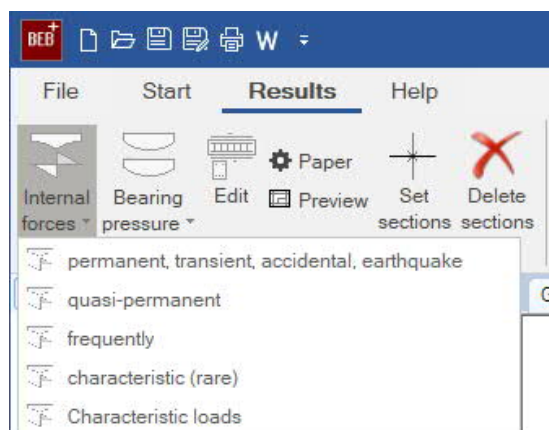 BEB+ W
File Start Results Help
Internal forces Bearing pressure Edit Paper Preview Set sections Delete sections
permanent, transient, accidental, earthquake
quasi-permanent
frequently
characteristic (rare)
Characteristic loads